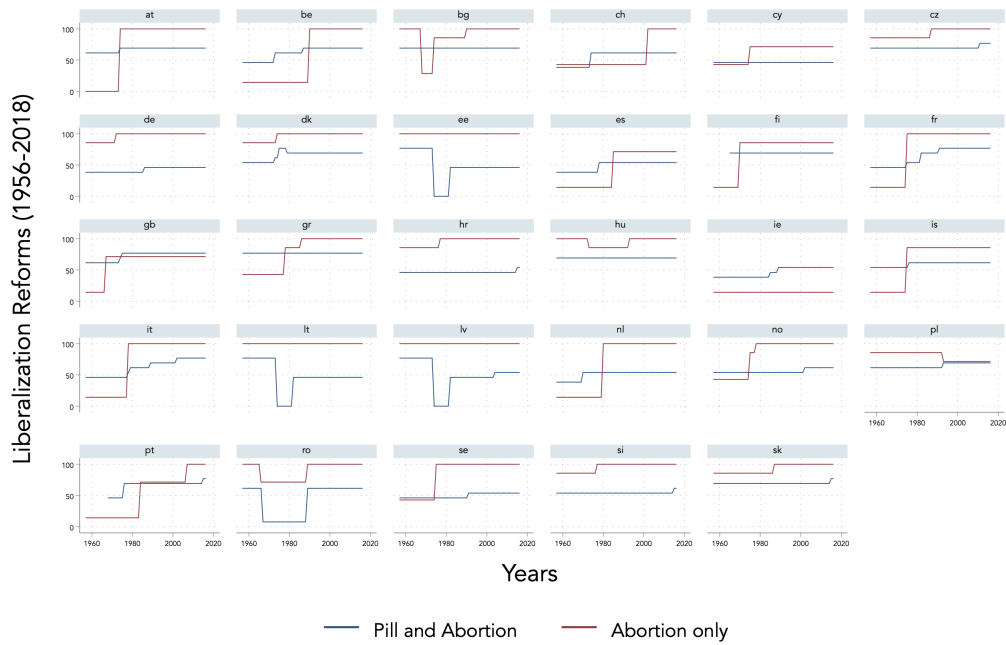 Liberalization Reforms (1956-2018)
at be bg ch cy cz
100
50
0
de dk ee es fi fr
100
50
0
gb gr hr hu ie is
100
50
0
it lt lv nl no pl
100
50
0
1960 1980 2000 2020
pt ro se si sk
100
50
0
1960 1980 2000 2020 1960 1980 2000 2020 1960 1980 2000 2020 1960 1980 2000 2020 1960 1980 2000 2020
Years
Pill and Abortion Abortion only